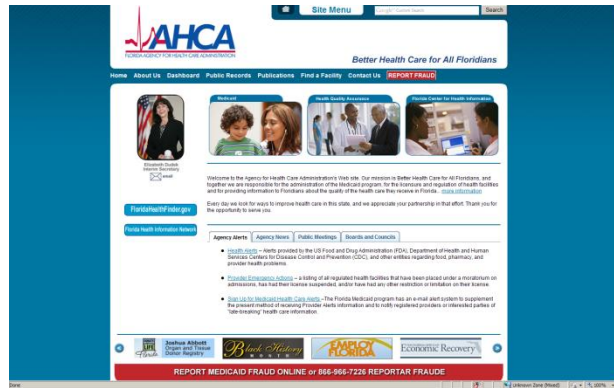 Site Menu
Search
AHCA
FLORIDA AGENCY FOR HEALTH CARE ADMINISTRATION
Better Health Care for All Floridians
Home About Us Dashboard Public Records Publications Find a Facility Contact Us REPORT FRAUD
Medicaid
Health Quality Assurance
Florida Center for Health Information
Elizabeth Dudek
Interim Secretary
email
Welcome to the Agency for Health Care Administration's Web site. Our mission is Better Health Care for All Floridians, and
together we are responsible for the administration of the Medicaid program, for the licensure and regulation of health facilities
and for providing information to Floridians about the quality of the health care they receive in Florida... more information
Every day we look for ways to improve health care in this state, and we appreciate your partnership in that effort. Thank you for
the opportunity to serve you.
FloridaHealthFinder.gov
Florida Health Information Network
Agency Alerts Agency News Public Meetings Boards and Councils
Health Alerts – Alerts provided by the US Food and Drug Administration (FDA), Department of Health and Human
Services Centers for Disease Control and Prevention (CDC), and other entities regarding food, pharmacy, and
provider health problems.
Provider Emergency Actions – a listing of all regulated health facilities that have been placed under a moratorium on
admissions, has had their license suspended, and/or have had any other restriction or limitation on their license.
Sign Up for Medicaid Health Care Alerts –The Florida Medicaid program has an e-mail alert system to supplement
the present method of receiving Provider Alerts information and to notify registered providers or interested parties of
"late-breaking" health care information.
DONATE LIFE Florida
Joshua Abbott
Organ and Tissue
Donor Registry
Black History
MONTH
EMPLOY
FLORIDA
Economic Recovery
REPORT MEDICAID FRAUD ONLINE or 866-966-7226 REPORTAR FRAUDE
Done
Unknown Zone (Mixed)
100%